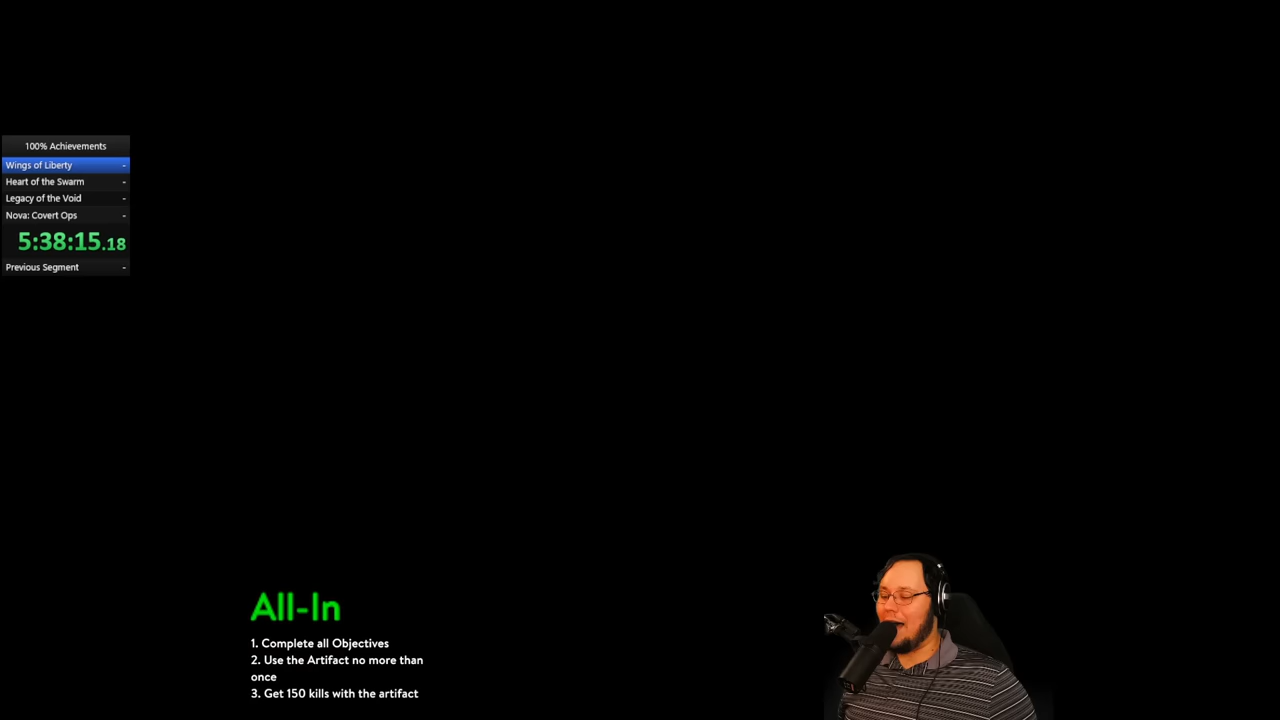 100% Achievements
Wings of Liberty -
Heart of the Swarm -
Legacy of the Void -
Nova: Covert Ops -
5:38:15.18
Previous Segment -
All-In
1. Complete all Objectives
2. Use the Artifact no more than
once
3. Get 150 kills with the artifact